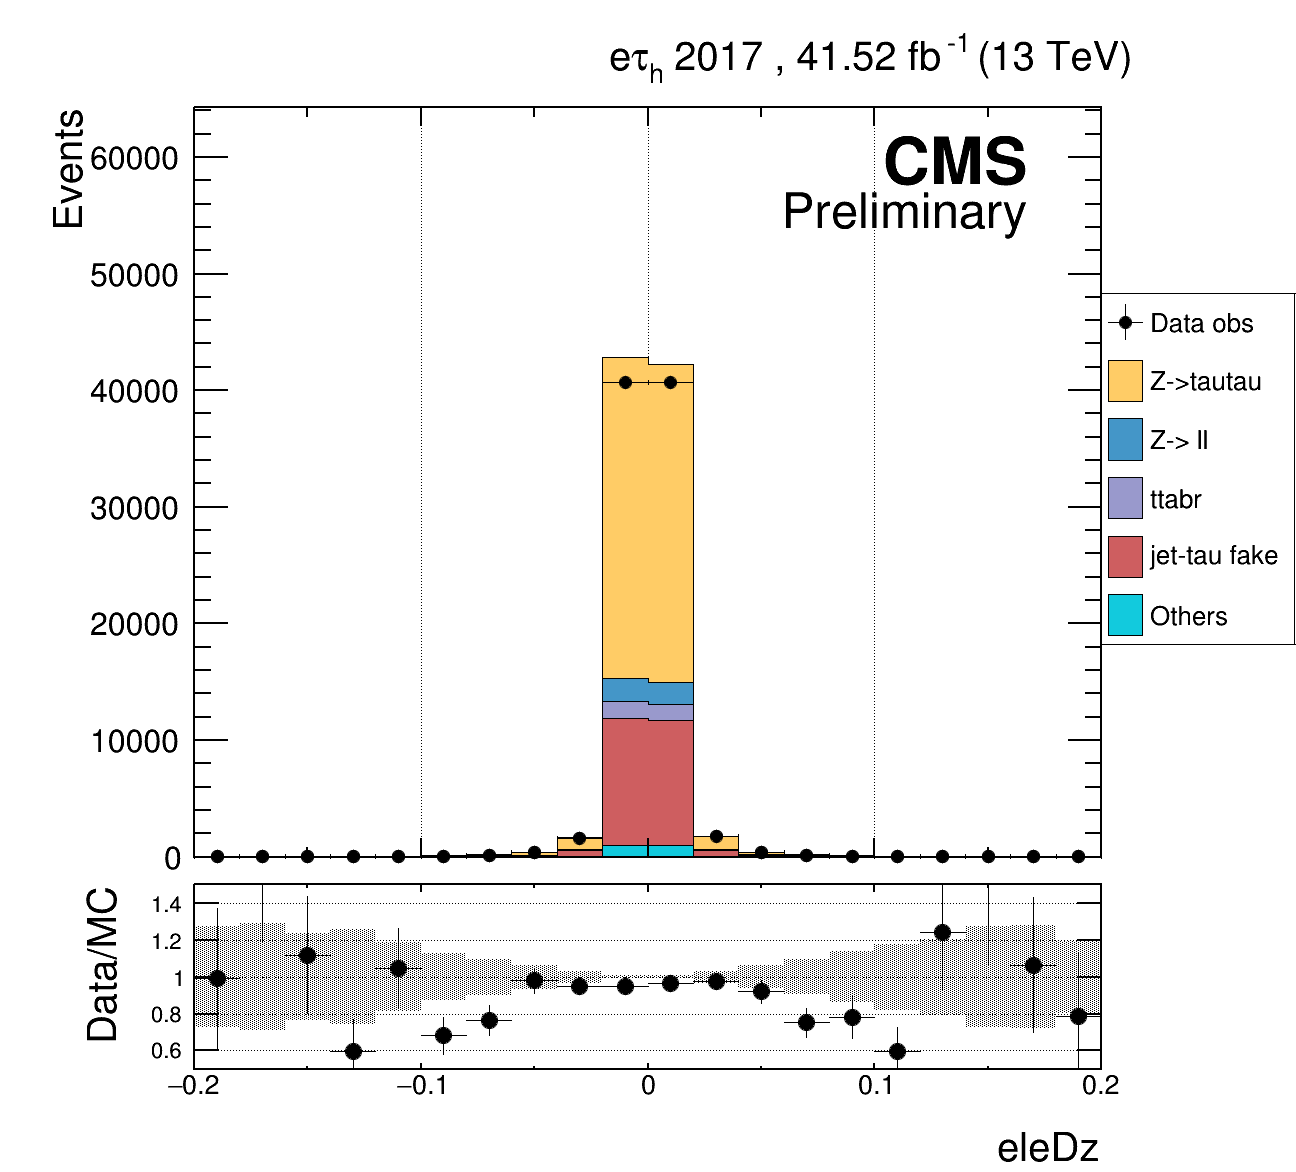 eτh 2017 , 41.52 fb-1 (13 TeV)
Events
CMS
Preliminary
60000
50000
40000
30000
20000
10000
0
Data obs
Z->tautau
Z-> ll
ttabr
jet-tau fake
Others
Data/MC
1.4
1.2
1
0.8
0.6
−0.2 −0.1 0 0.1 0.2
eleDz